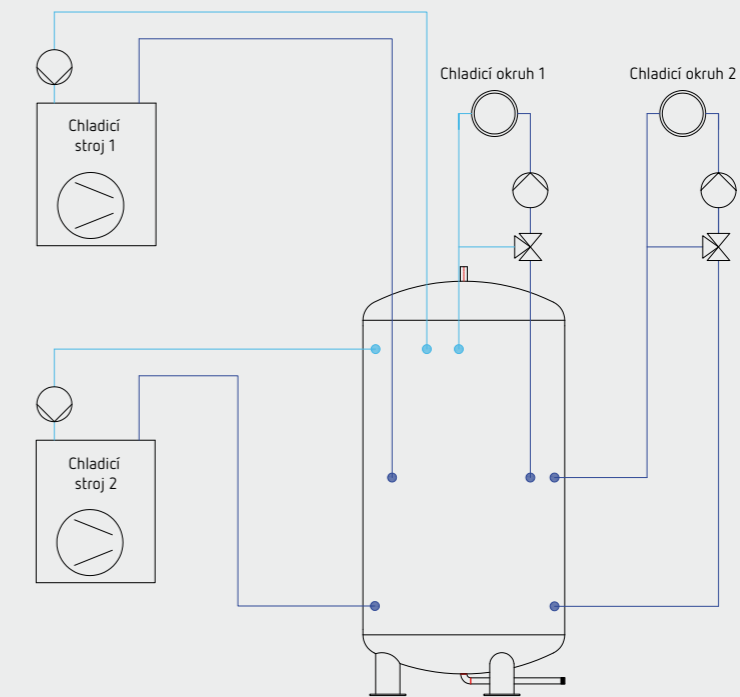 Chladicí okruh 1
Chladicí okruh 2
Chladicí
stroj 1
Chladicí
stroj 2